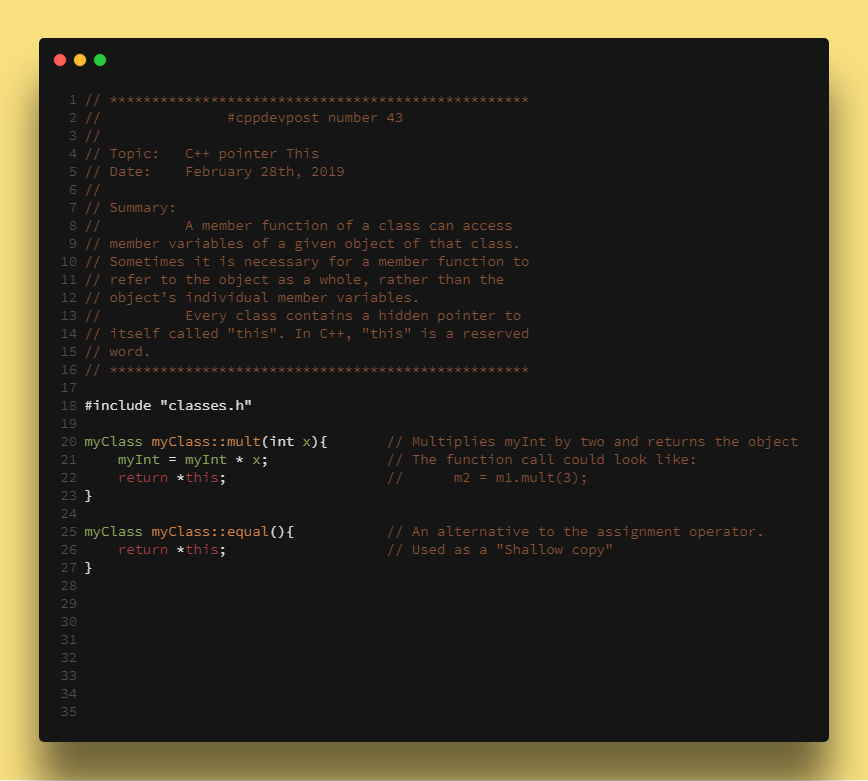 1 // **************************************************
2 //               #cppdevpost number 43
3 //
4 // Topic:   C++ pointer This
5 // Date:    February 28th, 2019
6 //
7 // Summary:
8 //          A member function of a class can access
9 // member variables of a given object of that class.
10 // Sometimes it is necessary for a member function to
11 // refer to the object as a whole, rather than the
12 // object's individual member variables.
13 //          Every class contains a hidden pointer to
14 // itself called "this". In C++, "this" is a reserved
15 // word.
16 // **************************************************
17
18 #include "classes.h"
19
20 myClass myClass::mult(int x){       // Multiplies myInt by two and returns the object
21     myInt = myInt * x;              // The function call could look like:
22     return *this;                   //      m2 = m1.mult(3);
23 }
24
25 myClass myClass::equal(){           // An alternative to the assignment operator.
26     return *this;                   // Used as a "Shallow copy"
27 }
28
29
30
31
32
33
34
35